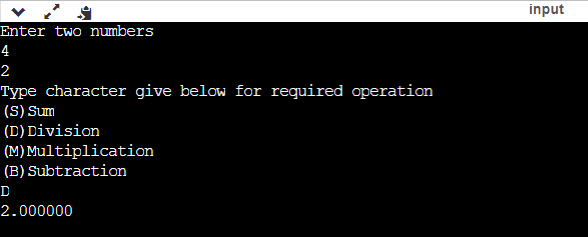 input
Enter two numbers
4
2
Type character give below for required operation
(S)Sum
(D)Division
(M)Multiplication
(B)Subtraction
D
2.000000